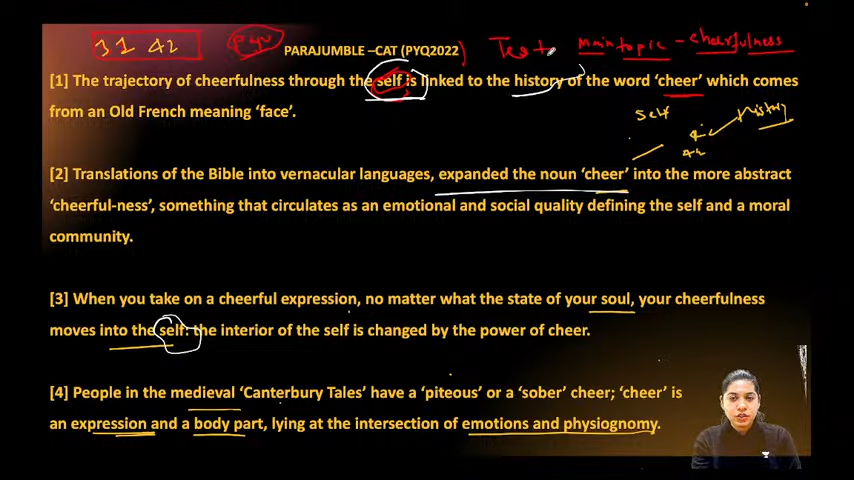 31 42 pyq PARAJUMBLE –CAT (PYQ2022) Test main topic - cheerfulness
[1] The trajectory of cheerfulness through the self is linked to the history of the word ‘cheer’ which comes
from an Old French meaning ‘face’.
self history
42
[2] Translations of the Bible into vernacular languages, expanded the noun ‘cheer’ into the more abstract
‘cheerful-ness’, something that circulates as an emotional and social quality defining the self and a moral
community.
[3] When you take on a cheerful expression, no matter what the state of your soul, your cheerfulness
moves into the self: the interior of the self is changed by the power of cheer.
[4] People in the medieval ‘Canterbury Tales’ have a ‘piteous’ or a ‘sober’ cheer; ‘cheer’ is
an expression and a body part, lying at the intersection of emotions and physiognomy.